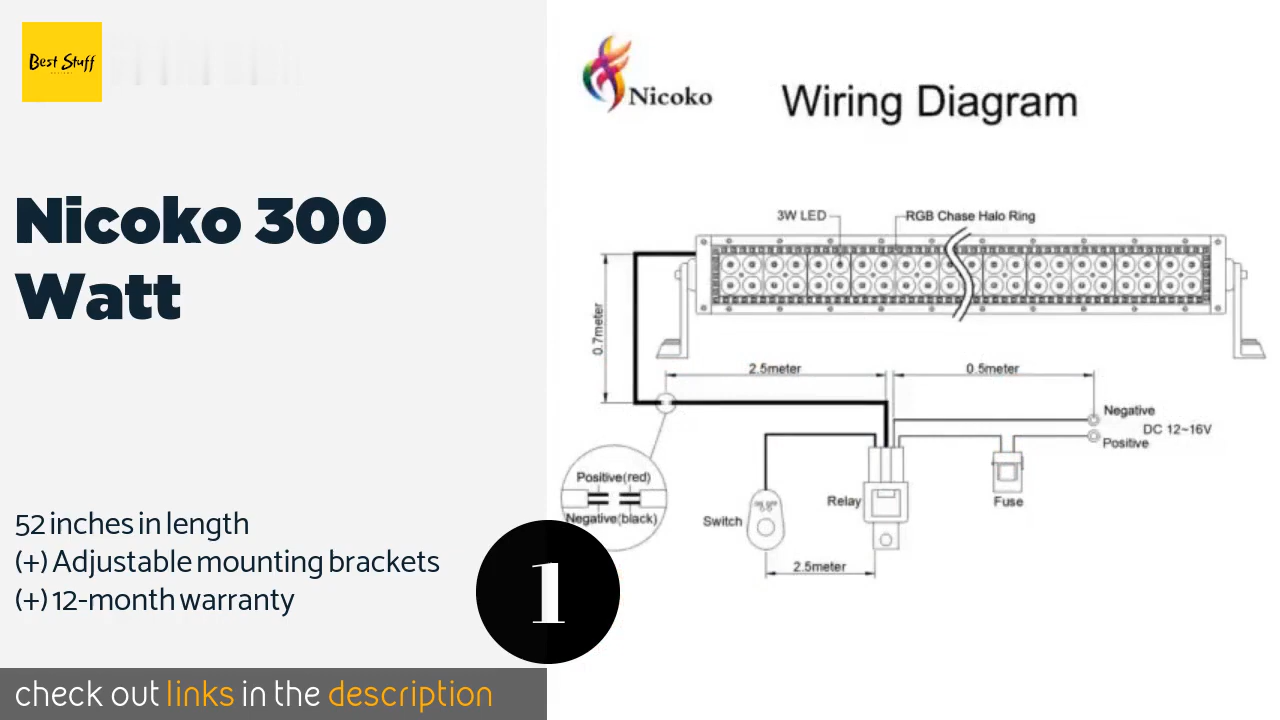 Best Stuff
Nicoko 300
Watt
52 inches in length
(+) Adjustable mounting brackets
(+) 12-month warranty
check out links in the description
1
Nicoko
Wiring Diagram
3W LED
RGB Chase Halo Ring
0.7meter
2.5meter
0.5meter
Negative
DC 12~16V
Positive
Positive(red)
Negative(black)
Switch
Relay
Fuse
2.5meter